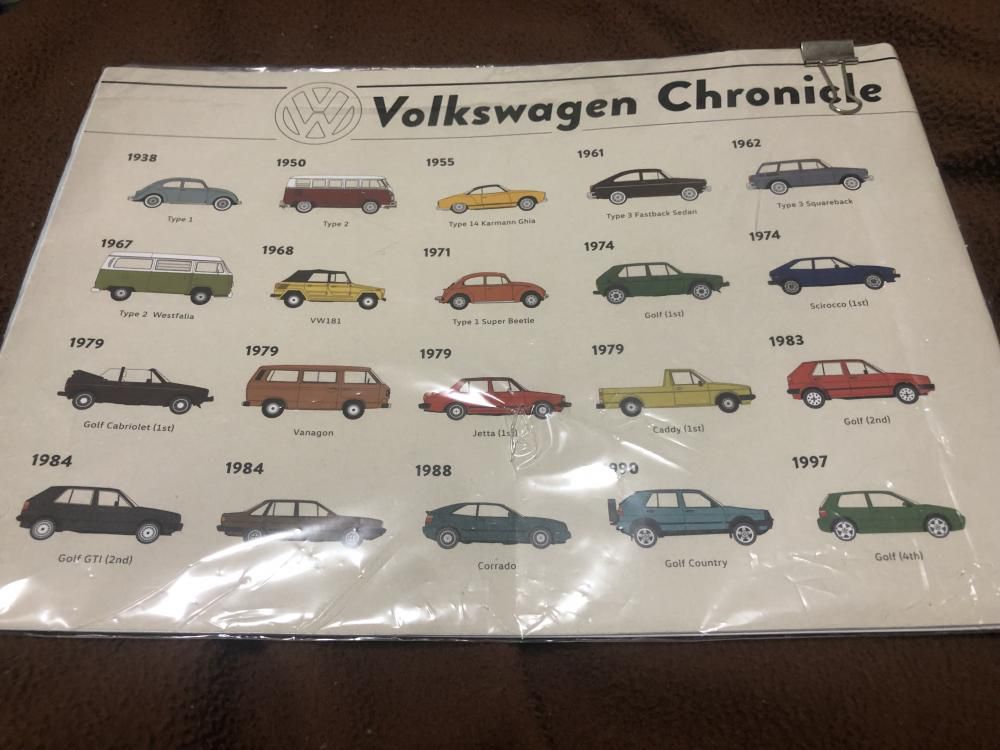 Volkswagen Chronicle
1938 1950 1955 1961 1962
Type 1 Type 2 Type 14 Karmann Ghia Type 3 Fastback Sedan Type 3 Squareback
1967 1968 1971 1974 1974
Type 2 Westfalia VW181 Type 1 Super Beetle Golf (1st) Scirocco (1st)
1979 1979 1979 1979 1983
Golf Cabriolet (1st) Vanagon Jetta (1st) Caddy (1st) Golf (2nd)
1984 1984 1988 1990 1997
Golf GTI (2nd) Corrado Golf Country Golf (4th)